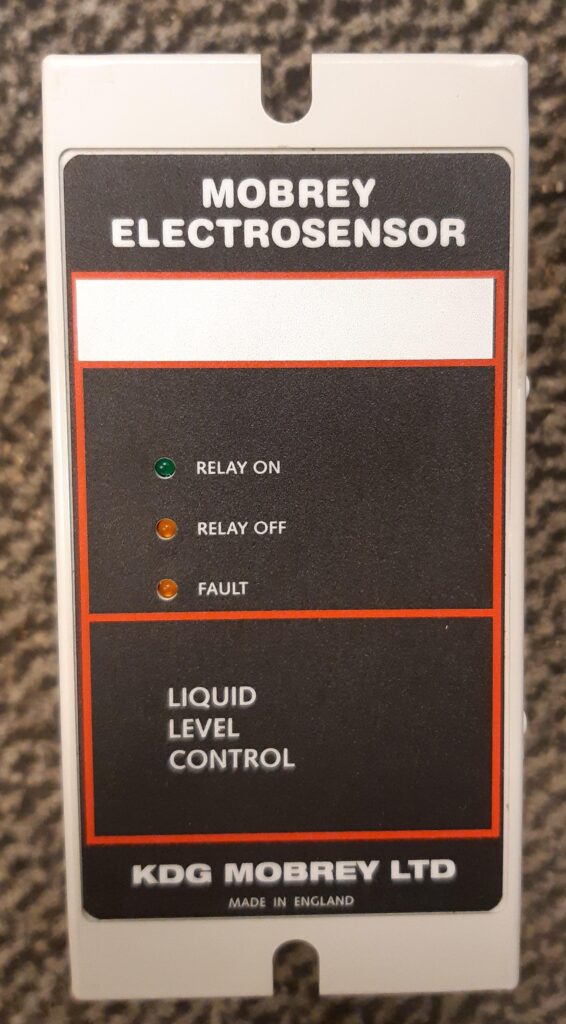 MOBREY
ELECTROSENSOR
RELAY ON
RELAY OFF
FAULT
LIQUID
LEVEL
CONTROL
KDG MOBREY LTD
MADE IN ENGLAND